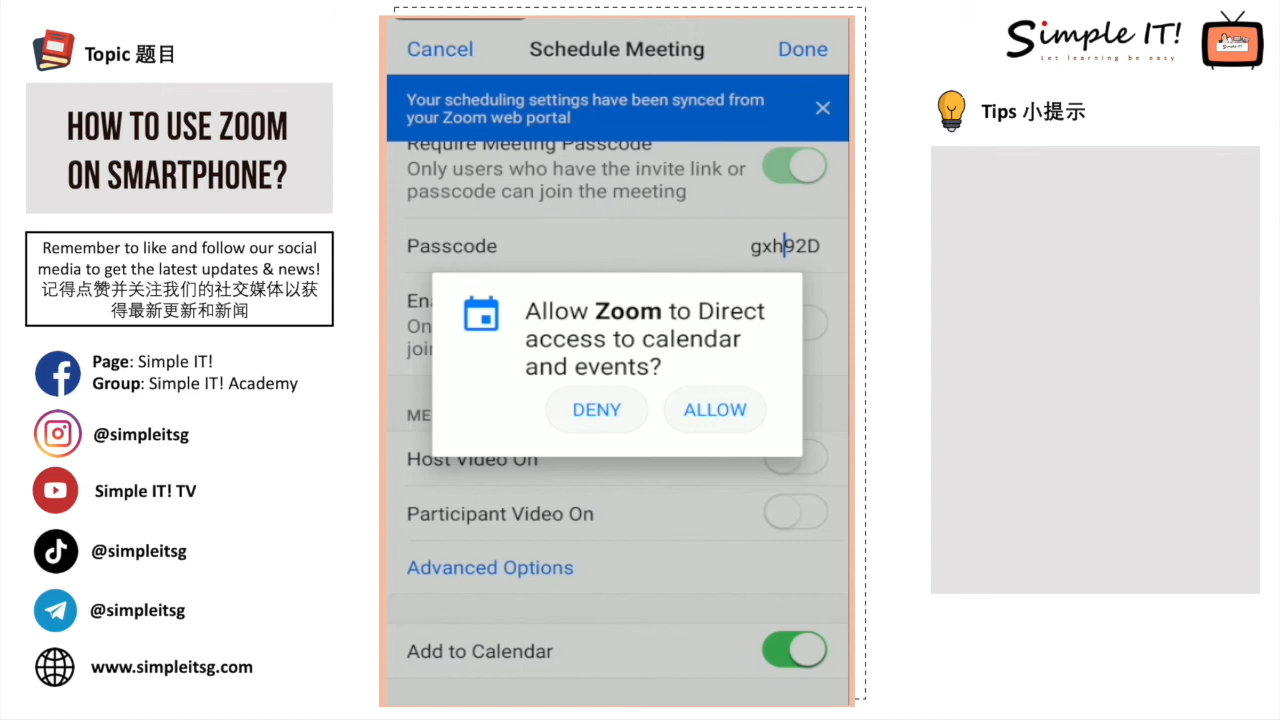 Topic 题目
HOW TO USE ZOOM
ON SMARTPHONE?
Remember to like and follow our social
media to get the latest updates & news!
记得点赞并关注我们的社交媒体以获
得最新更新和新闻
Page: Simple IT!
Group: Simple IT! Academy
@simpleitsg
Simple IT! TV
@simpleitsg
@simpleitsg
www.simpleitsg.com
Cancel Schedule Meeting Done
Your scheduling settings have been synced from
your Zoom web portal
Require Meeting Passcode
Only users who have the invite link or
passcode can join the meeting
Passcode gxh92D
En
On
join
Allow Zoom to Direct
access to calendar
and events?
DENY ALLOW
ME
Host Video On
Participant Video On
Advanced Options
Add to Calendar
Simple IT!
Let learning be easy
Tips 小提示